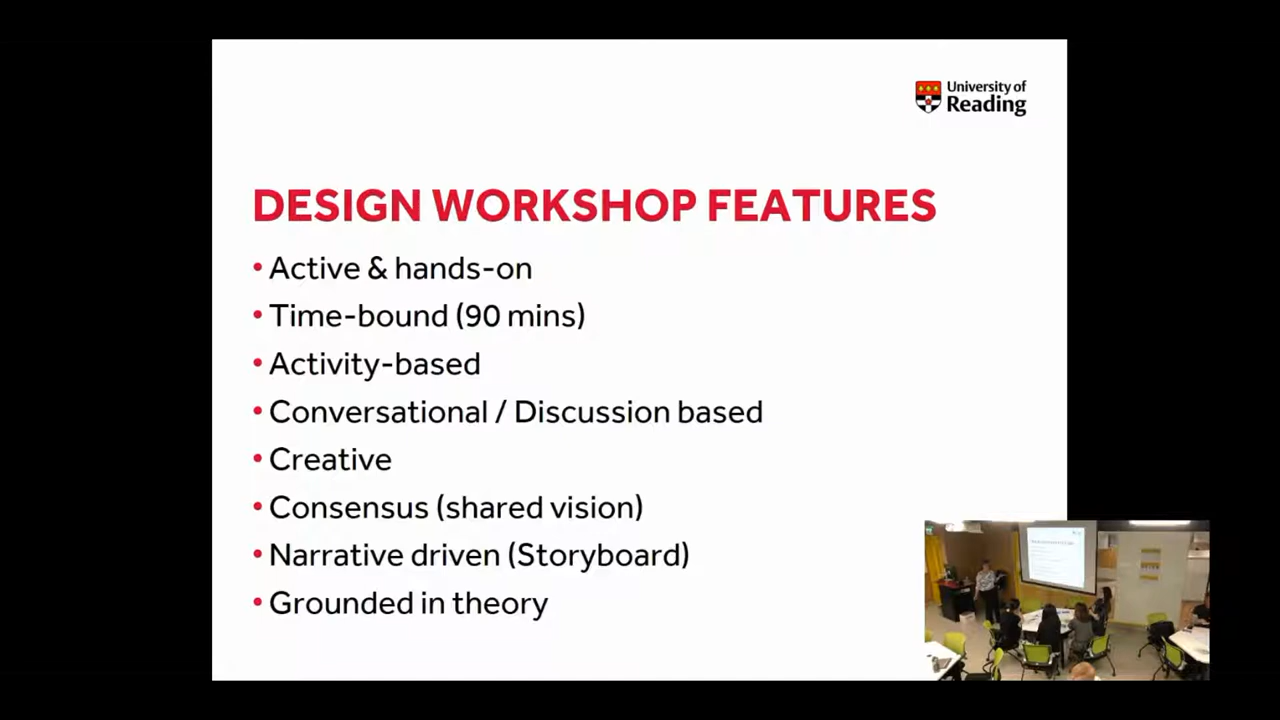 University of
Reading
DESIGN WORKSHOP FEATURES
• Active & hands-on
• Time-bound (90 mins)
• Activity-based
• Conversational / Discussion based
• Creative
• Consensus (shared vision)
• Narrative driven (Storyboard)
• Grounded in theory